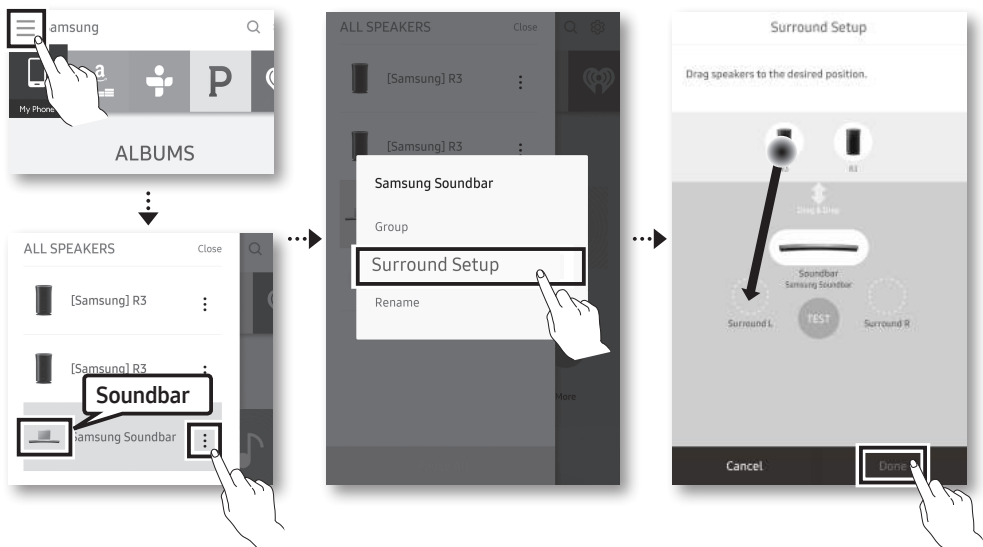 amsung
a
P
My Phone
ALBUMS
ALL SPEAKERS
Close
[Samsung] R3
[Samsung] R3
Soundbar
Samsung Soundbar
ALL SPEAKERS
Close
[Samsung] R3
[Samsung] R3
Samsung Soundbar
Group
Surround Setup
Rename
More
Surround Setup
Drag speakers to the desired position.
R3
R3
Drag & Drop
Soundbar
Samsung Soundbar
Surround L
TEST
Surround R
Cancel
Done